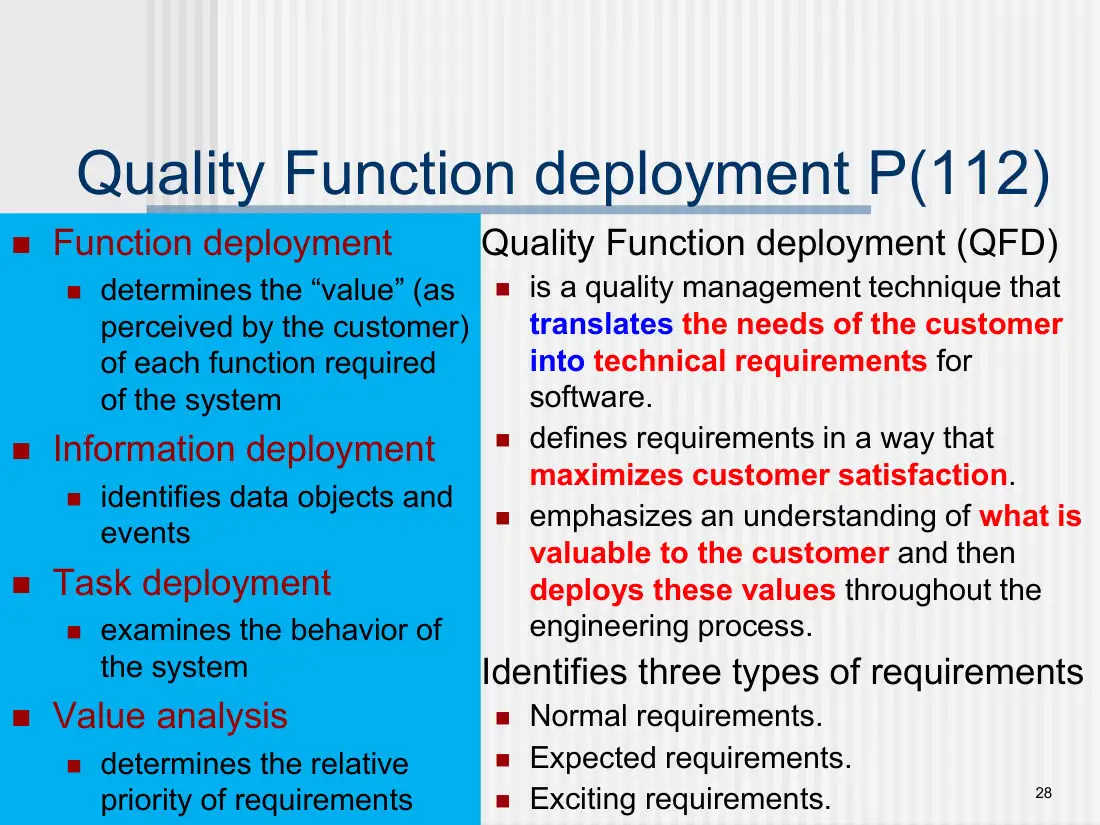 Quality Function deployment P(112)
Function deployment
determines the “value” (as
perceived by the customer)
of each function required
of the system
Information deployment
identifies data objects and
events
Task deployment
examines the behavior of
the system
Value analysis
determines the relative
priority of requirements
Quality Function deployment (QFD)
is a quality management technique that
translates the needs of the customer
into technical requirements for
software.
defines requirements in a way that
maximizes customer satisfaction.
emphasizes an understanding of what is
valuable to the customer and then
deploys these values throughout the
engineering process.
Identifies three types of requirements
Normal requirements.
Expected requirements.
Exciting requirements.
28